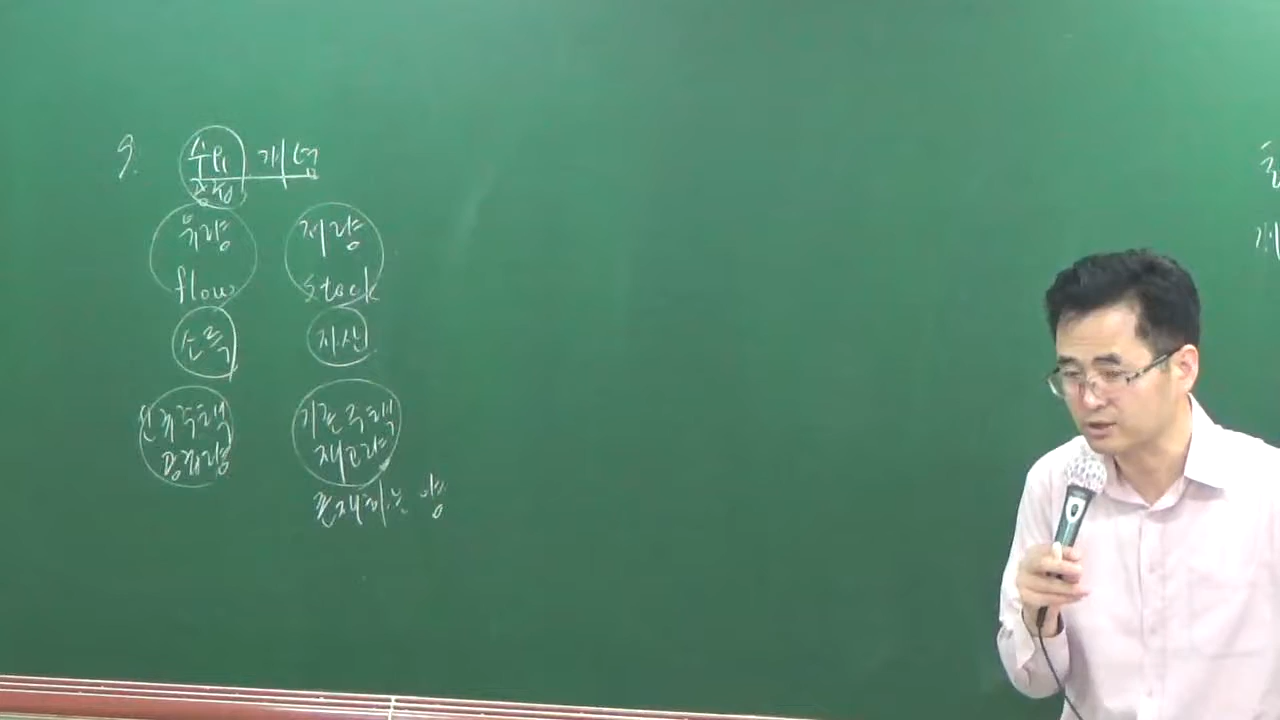 9. 수요 개념
유량 저량
flow stock
소득 자산
신규주택 기존주택
공급량 재고량
존재하는 양